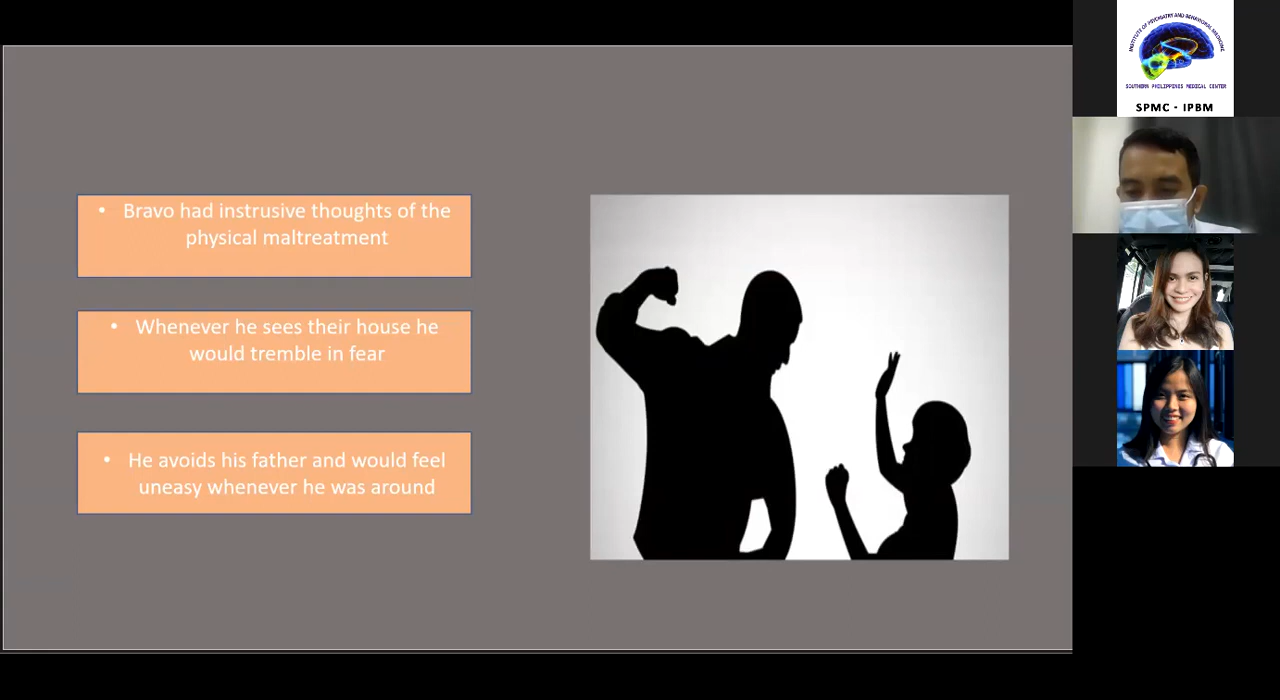 • Bravo had instrusive thoughts of the
physical maltreatment
• Whenever he sees their house he
would tremble in fear
• He avoids his father and would feel
uneasy whenever he was around
INSTITUTE OF PSYCHIATRY AND BEHAVIORAL MEDICINE
SOUTHERN PHILIPPINES MEDICAL CENTER
SPMC - IPBM